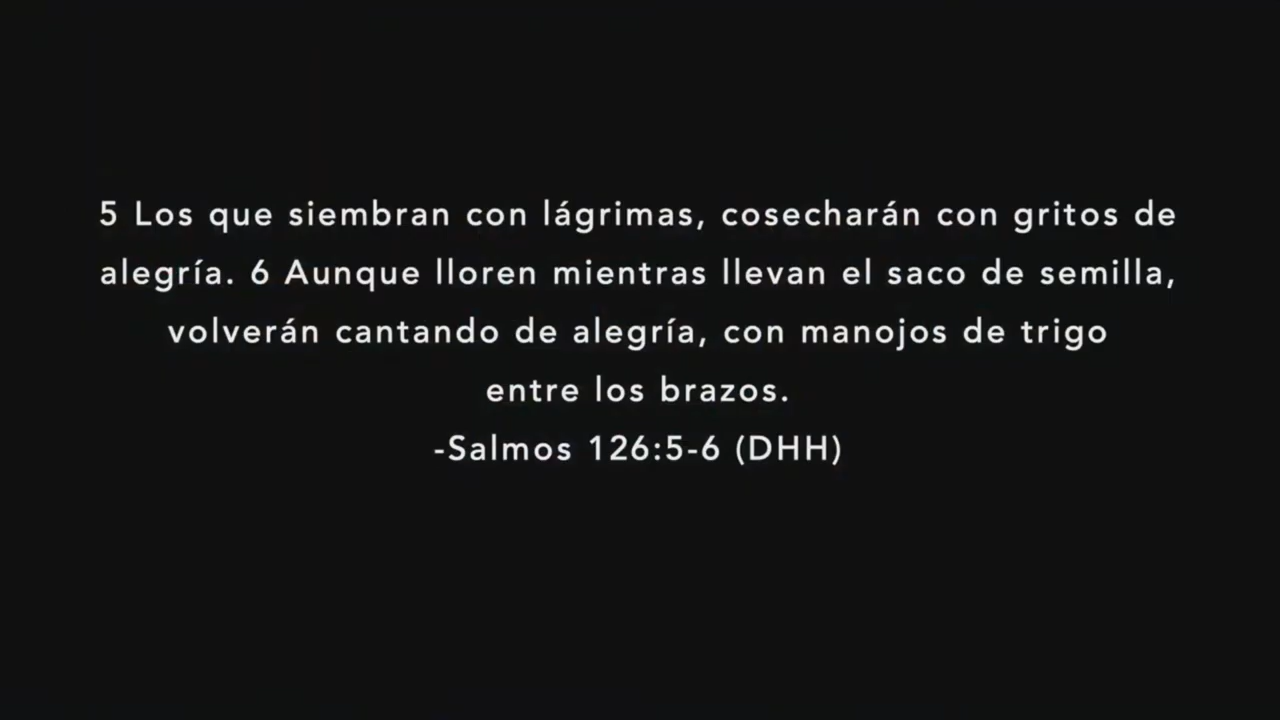 5 Los que siembran con lágrimas, cosecharán con gritos de
alegría. 6 Aunque lloren mientras llevan el saco de semilla,
volverán cantando de alegría, con manojos de trigo
entre los brazos.
-Salmos 126:5-6 (DHH)